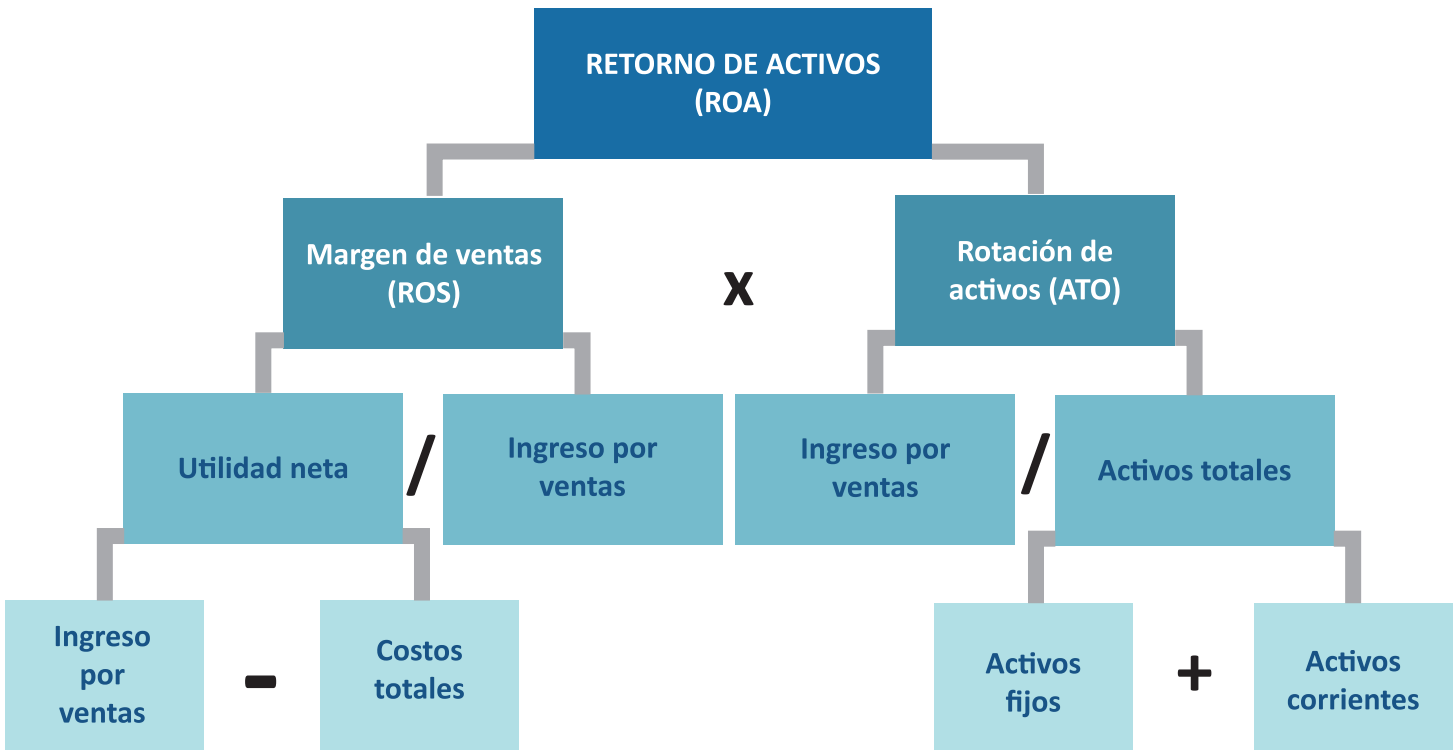 RETORNO DE ACTIVOS
(ROA)
Margen de ventas
(ROS)
x
Rotación de
activos (ATO)
Utilidad neta
/
Ingreso por
ventas
Ingreso por
ventas
/
Activos totales
Ingreso
por
ventas
-
Costos
totales
Activos
fijos
+
Activos
corrientes